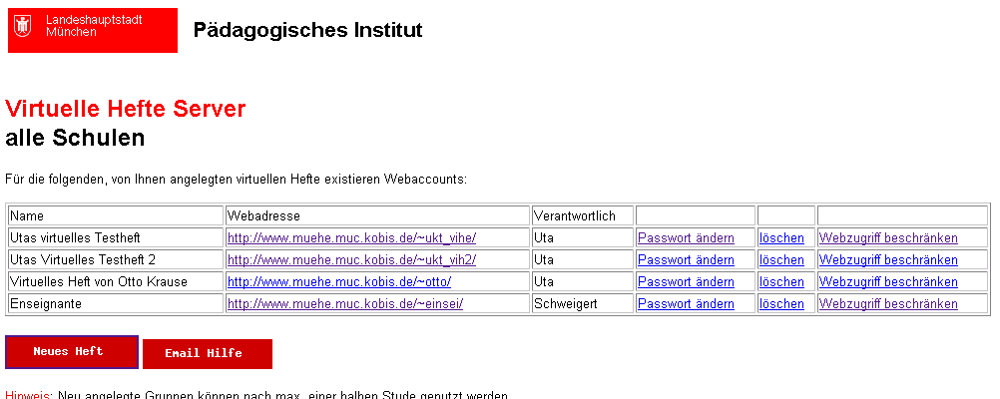 Landeshauptstadt
München
Pädagogisches Institut
Virtuelle Hefte Server
alle Schulen
Für die folgenden, von Ihnen angelegten virtuellen Hefte existieren Webaccounts:
Name Webadresse Verantwortlich
Utas virtuelles Testheft http://www.muehe.muc.kobis.de/~ukt_vihe/ Uta Passwort ändern löschen Webzugriff beschränken
Utas Virtuelles Testheft 2 http://www.muehe.muc.kobis.de/~ukt_vih2/ Uta Passwort ändern löschen Webzugriff beschränken
Virtuelles Heft von Otto Krause http://www.muehe.muc.kobis.de/~otto/ Uta Passwort ändern löschen Webzugriff beschränken
Enseignante http://www.muehe.muc.kobis.de/~einsei/ Schweigert Passwort ändern löschen Webzugriff beschränken
Neues Heft Email Hilfe
Hinweis: Neu angelegte Gruppen können nach max. einer halben Stude genutzt werden